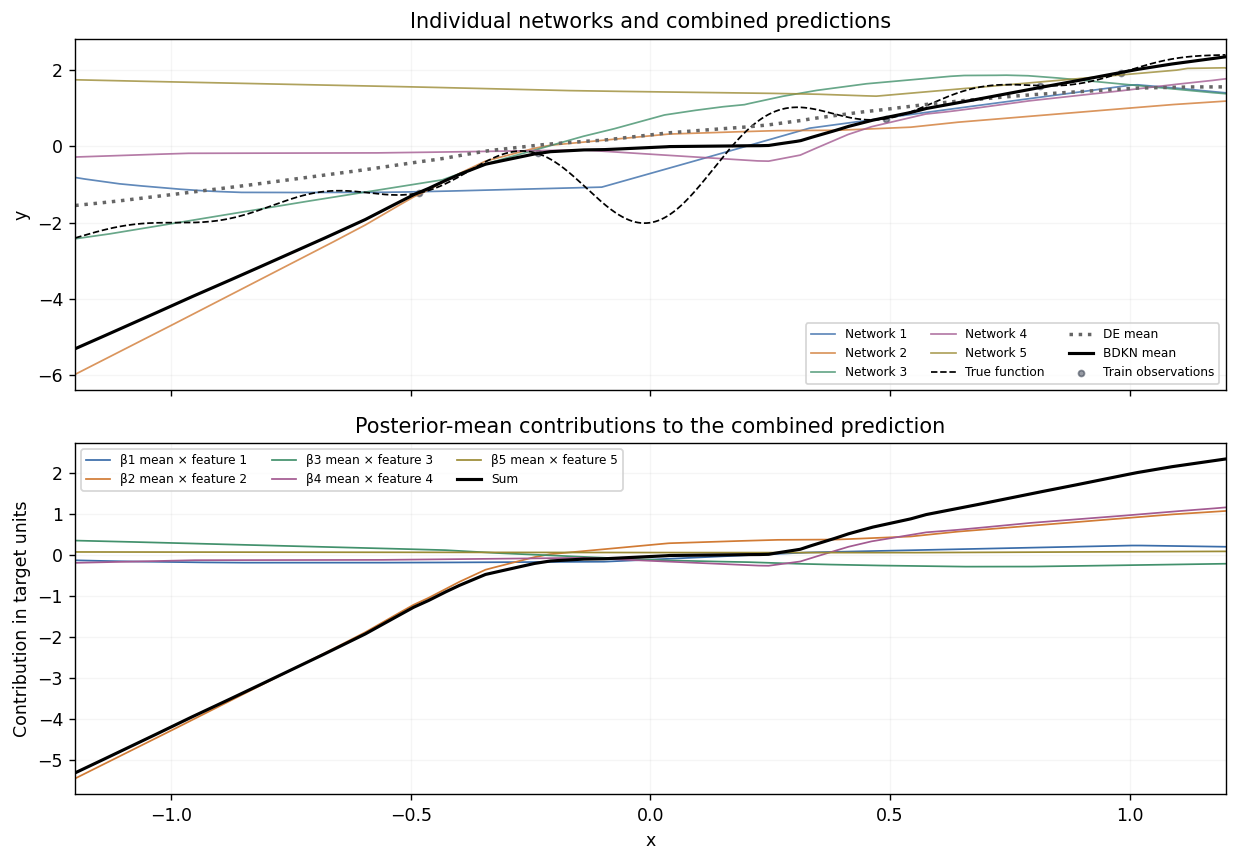 Individual networks and combined predictions
2
0
−2
−4
−6
y
Network 1
Network 2
Network 3
Network 4
Network 5
True function
DE mean
BDKN mean
Train observations
Posterior-mean contributions to the combined prediction
β1 mean × feature 1
β2 mean × feature 2
β3 mean × feature 3
β4 mean × feature 4
β5 mean × feature 5
Sum
2
1
0
−1
−2
−3
−4
−5
Contribution in target units
−1.0
−0.5
0.0
0.5
1.0
x